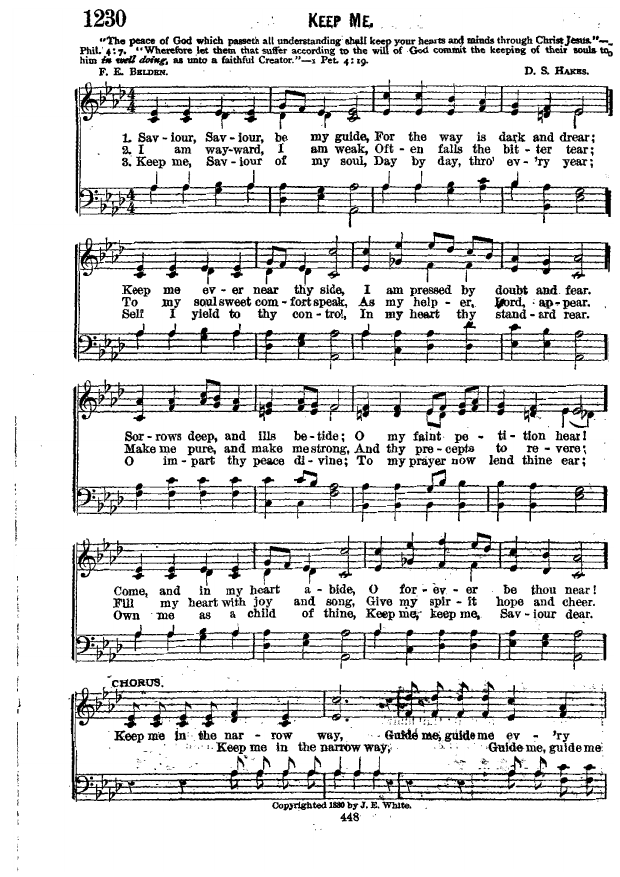 1230
KEEP ME.
"The peace of God which passeth all understanding shall keep your hearts and minds through Christ Jesus."—
Phil. 4:7. "Wherefore let them that suffer according to the will of God commit the keeping of their souls to
him in well doing, as unto a faithful Creator."—1 Pet. 4:19.
F. E. BELDEN. D. S. HAKES.
1. Sav-iour, Sav-iour, be my guide, For the way is dark and drear;
2. I am way-ward, I am weak, Oft-en falls the bit-ter tear;
3. Keep me, Sav-iour of my soul, Day by day, thro' ev-'ry year;
Keep me ev-er near thy side, I am pressed by doubt and fear.
To my soul sweet com-fort speak, As my help-er, Lord, ap-pear.
Self I yield to thy con-trol, In my heart thy stand-ard rear.
Sor-rows deep, and ills be-tide; O my faint pe-ti-tion hear!
Make me pure, and make me strong, And thy pre-cepts to re-vere;
O im-part thy peace di-vine; To my prayer now lend thine ear;
Come, and in my heart a-bide, O for-ev-er be thou near!
Fill my heart with joy and song, Give my spir-it hope and cheer.
Own me as a child of thine, Keep me, keep me, Sav-iour dear.
CHORUS.
Keep me in the nar-row way, Guide me, guide me ev-'ry
Keep me in the narrow way, Guide me, guide me
Copyrighted 1880 by J. E. White.
448